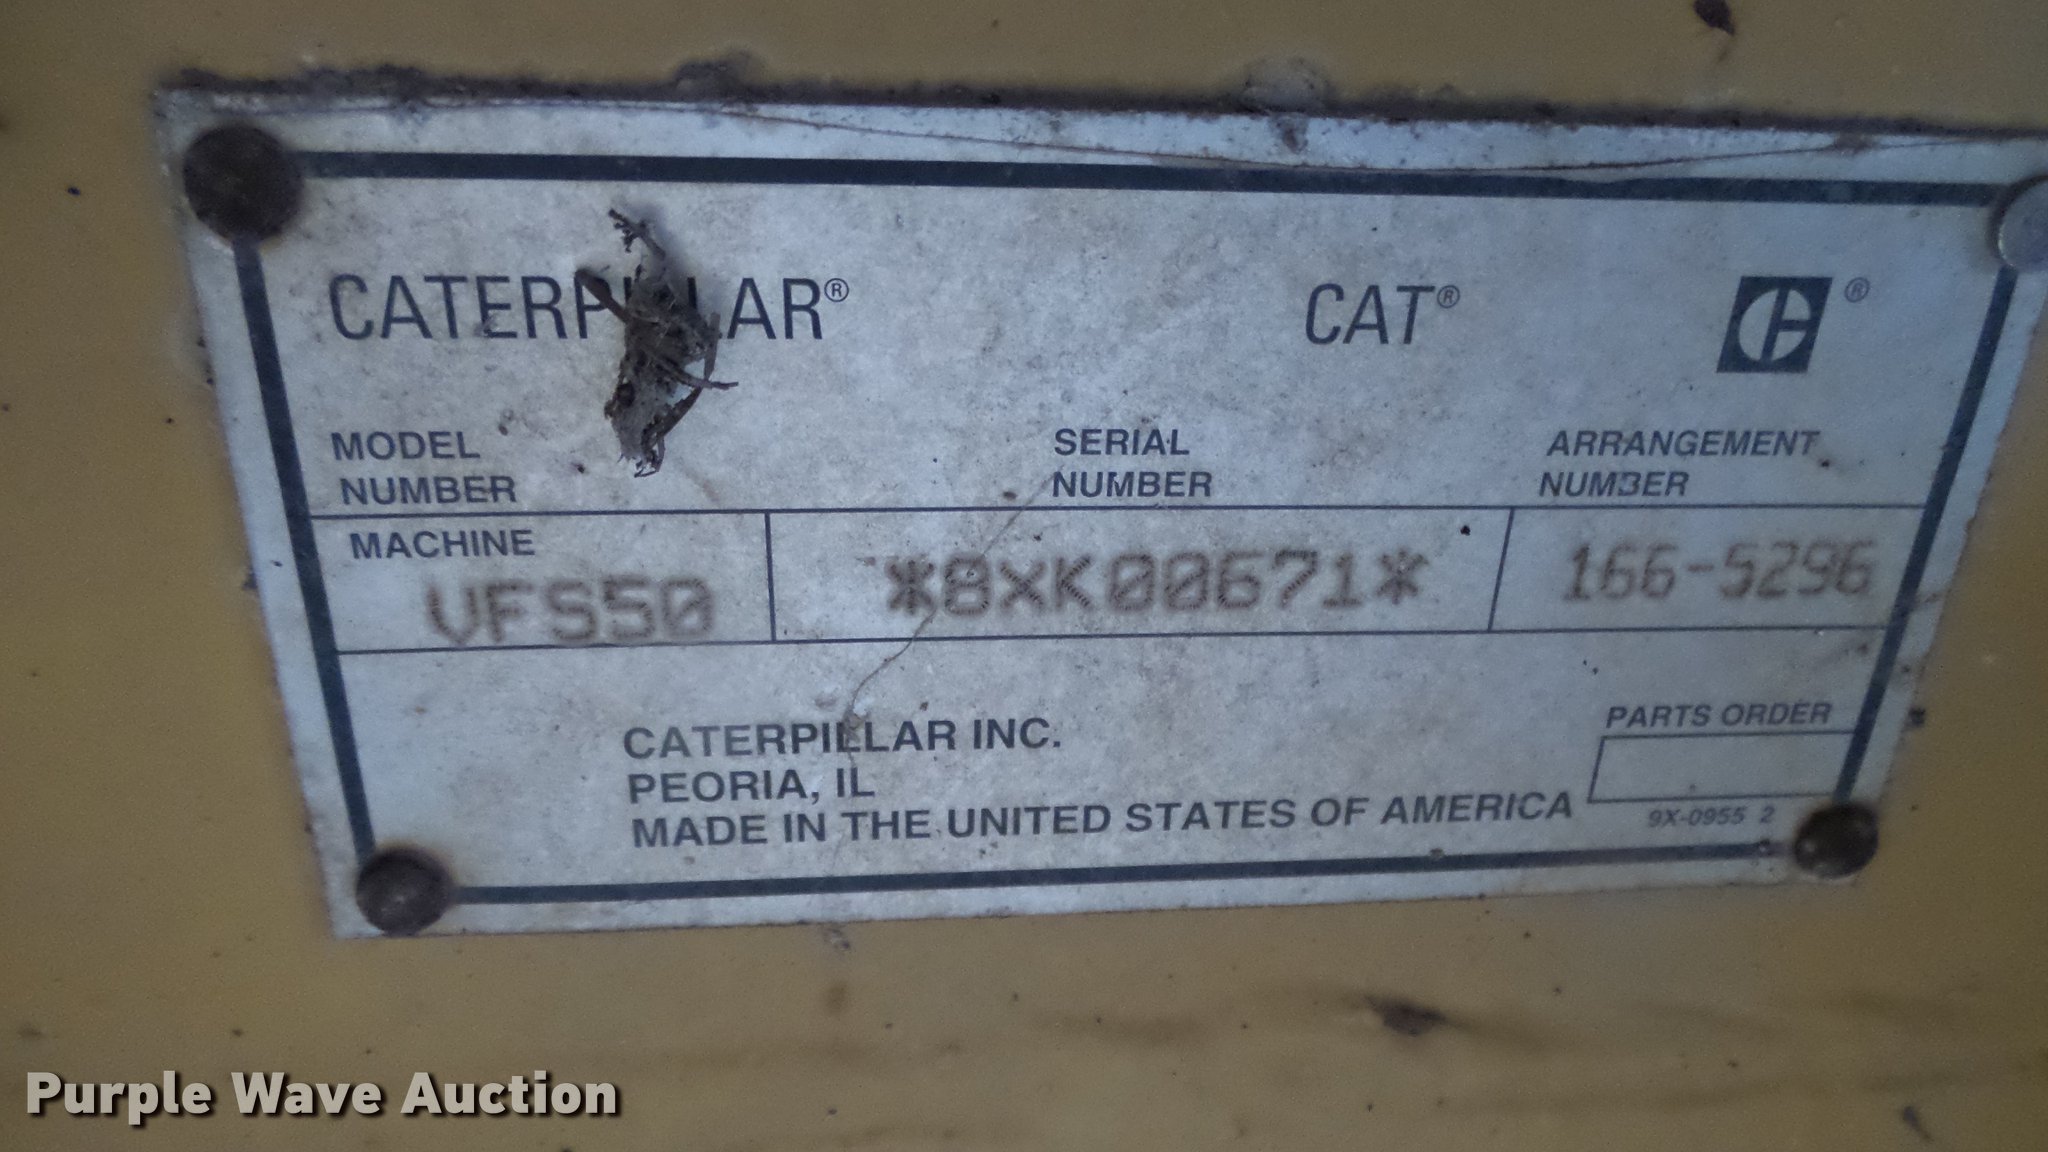 CATERPILLAR® CAT® ®
MODEL NUMBER
SERIAL NUMBER
ARRANGEMENT NUMBER
MACHINE
VFS50 *8XK00671* 166-5296
CATERPILLAR INC.
PEORIA, IL
MADE IN THE UNITED STATES OF AMERICA
PARTS ORDER
9X-0955 2
Purple Wave Auction